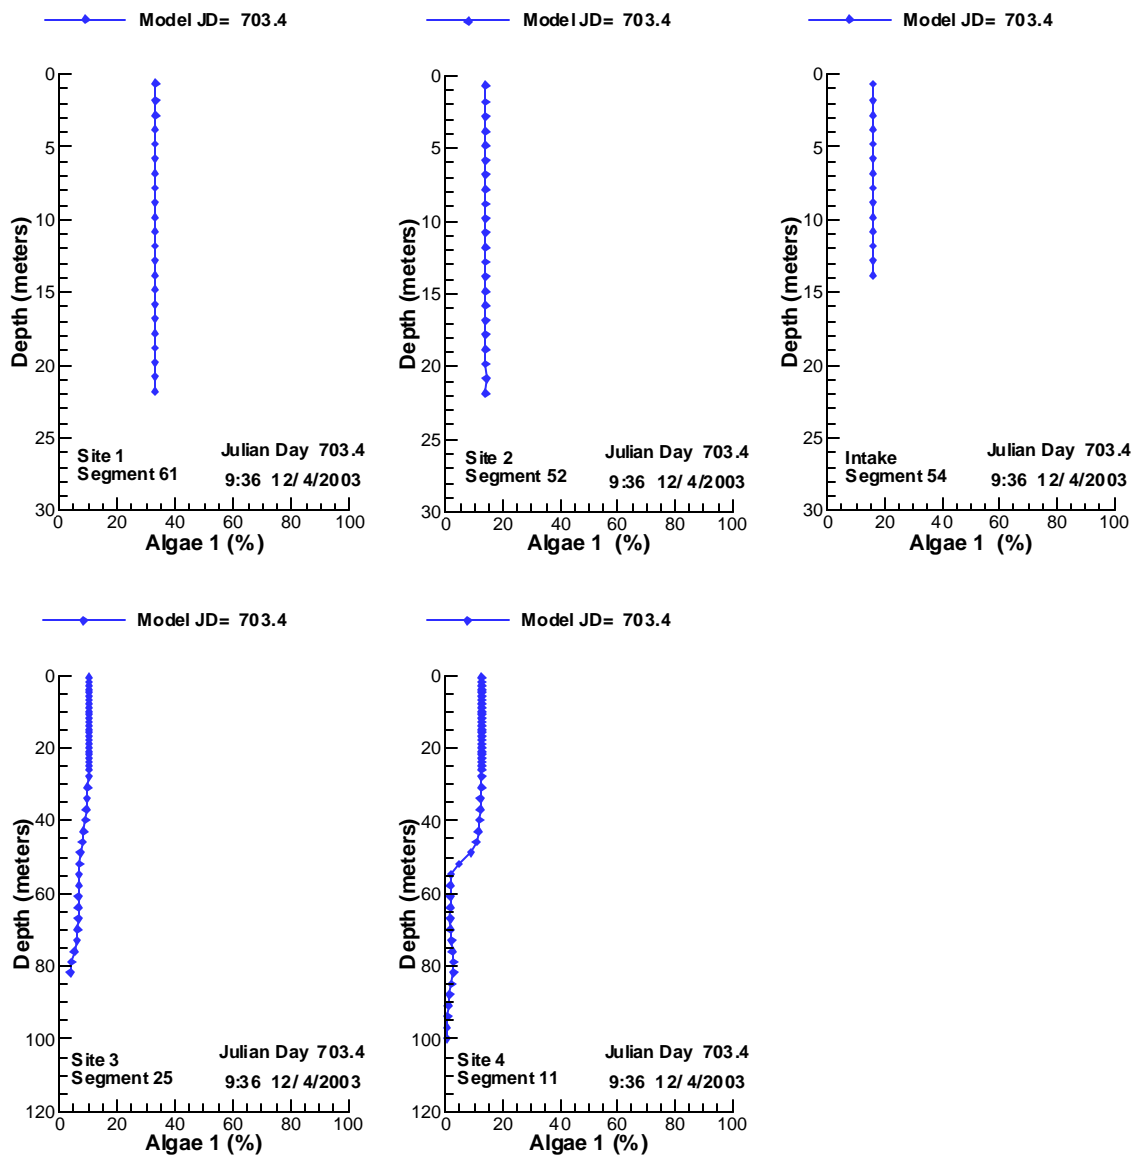 Model JD= 703.4
0
5
10
15
20
25
30
Depth (meters)
Site 1
Segment 61
Julian Day 703.4
9:36 12/ 4/2003
0 20 40 60 80 100
Algae 1 (%)
Model JD= 703.4
0
5
10
15
20
25
30
Depth (meters)
Site 2
Segment 52
Julian Day 703.4
9:36 12/ 4/2003
0 20 40 60 80 100
Algae 1 (%)
Model JD= 703.4
0
5
10
15
20
25
30
Depth (meters)
Intake
Segment 54
Julian Day 703.4
9:36 12/ 4/2003
0 20 40 60 80 100
Algae 1 (%)
Model JD= 703.4
0
20
40
60
80
100
120
Depth (meters)
Site 3
Segment 25
Julian Day 703.4
9:36 12/ 4/2003
0 20 40 60 80 100
Algae 1 (%)
Model JD= 703.4
0
20
40
60
80
100
120
Depth (meters)
Site 4
Segment 11
Julian Day 703.4
9:36 12/ 4/2003
0 20 40 60 80 100
Algae 1 (%)